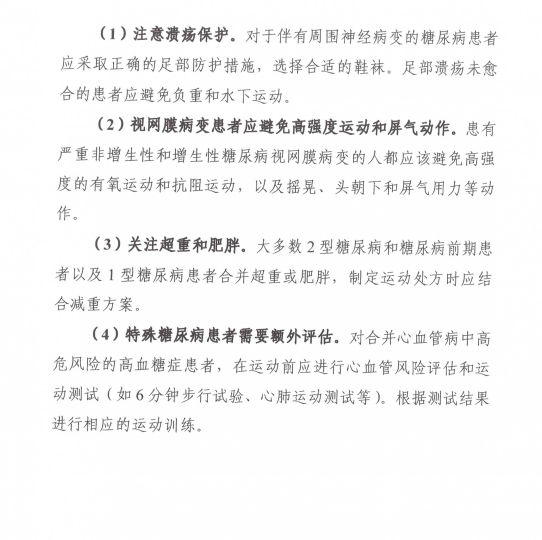 （1）注意溃疡保护。对于伴有周围神经病变的糖尿病患者
应采取正确的足部防护措施，选择合适的鞋袜。足部溃疡未愈
合的患者应避免负重和水下运动。
（2）视网膜病变患者应避免高强度运动和屏气动作。患有
严重非增生性和增生性糖尿病视网膜病变的人都应该避免高强
度的有氧运动和抗阻运动，以及摇晃、头朝下和屏气用力等动
作。
（3）关注超重和肥胖。大多数 2 型糖尿病和糖尿病前期患
者以及 1 型糖尿病患者合并超重或肥胖，制定运动处方时应结
合减重方案。
（4）特殊糖尿病患者需要额外评估。对合并心血管病中高
危风险的高血糖症患者，在运动前应进行心血管风险评估和运
动测试（如 6 分钟步行试验、心肺运动测试等）。根据测试结果
进行相应的运动训练。